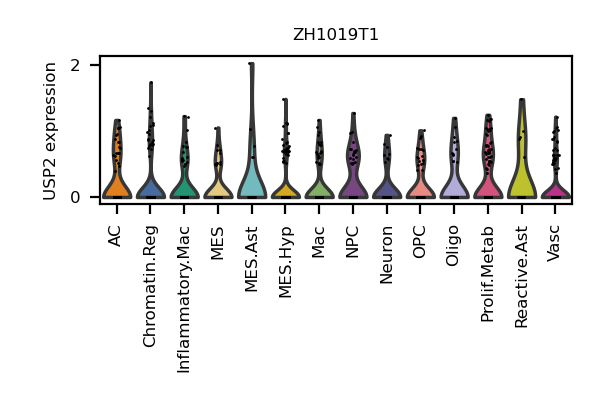 ZH1019T1
USP2 expression
2
0
AC
Chromatin.Reg
Inflammatory.Mac
MES
MES.Ast
MES.Hyp
Mac
NPC
Neuron
OPC
Oligo
Prolif.Metab
Reactive.Ast
Vasc